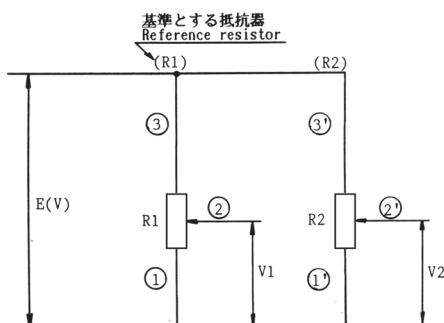 基準とする抵抗器
Reference resistor
(R1)
(R2)
③
③'
E(V)
R1
②
R2
②'
①
V1
①'
V2